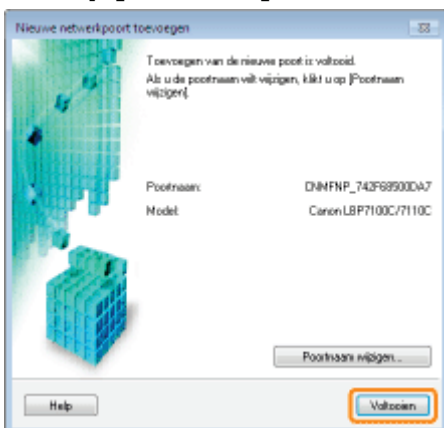 Nieuwe netwerkpoort toevoegen
Toevoegen van de nieuwe poort is voltooid.
Als u de poortnaam wilt wijzigen, klikt u op [Poortnaam
wijzigen].
Poortnaam: CNMFNP_742F68500DA7
Model: Canon LBP7100C/7110C
Poortnaam wijzigen...
Help Voltooien